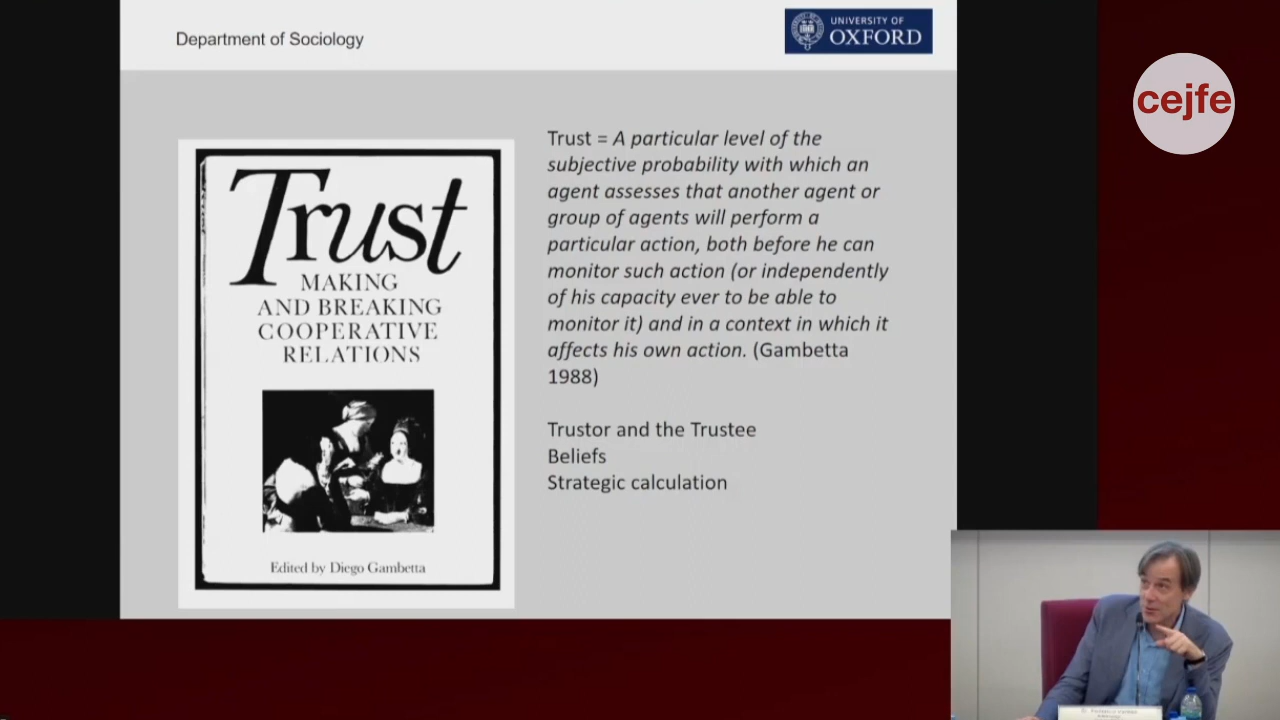 Department of Sociology
UNIVERSITY OF
OXFORD
cejfe
Trust
MAKING
AND BREAKING
COOPERATIVE
RELATIONS
Edited by Diego Gambetta
Trust = A particular level of the
subjective probability with which an
agent assesses that another agent or
group of agents will perform a
particular action, both before he can
monitor such action (or independently
of his capacity ever to be able to
monitor it) and in a context in which it
affects his own action. (Gambetta
1988)
Trustor and the Trustee
Beliefs
Strategic calculation